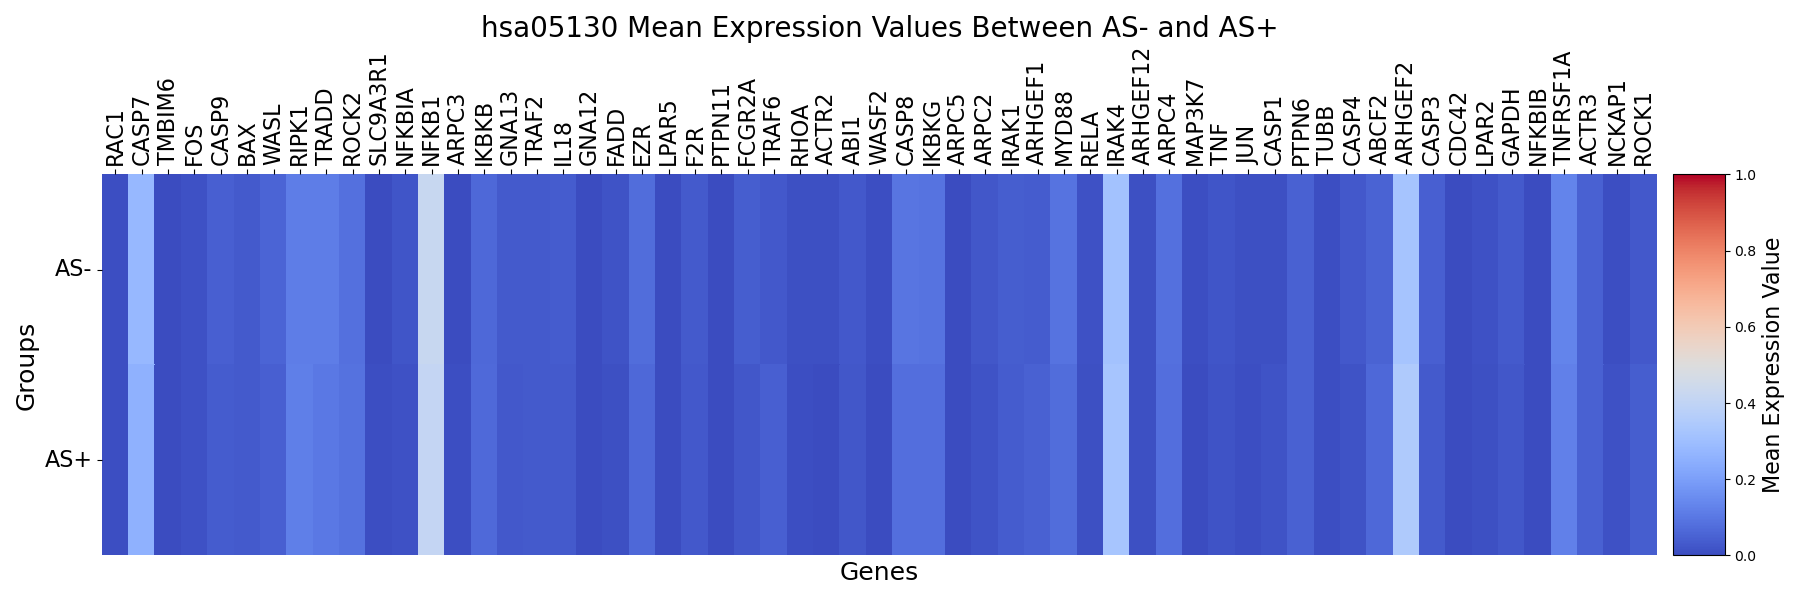 hsa05130 Mean Expression Values Between AS- and AS+
RAC1
CASP7
TMBIM6
FOS
CASP9
BAX
WASL
RIPK1
TRADD
ROCK2
SLC9A3R1
NFKBIA
NFKB1
ARPC3
IKBKB
GNA13
TRAF2
IL18
GNA12
FADD
EZR
LPAR5
F2R
PTPN11
FCGR2A
TRAF6
RHOA
ACTR2
ABI1
WASF2
CASP8
IKBKG
ARPC5
ARPC2
IRAK1
ARHGEF1
MYD88
RELA
IRAK4
ARHGEF12
ARPC4
MAP3K7
TNF
JUN
CASP1
PTPN6
TUBB
CASP4
ABCF2
ARHGEF2
CASP3
CDC42
LPAR2
GAPDH
NFKBIB
TNFRSF1A
ACTR3
NCKAP1
ROCK1
Groups
AS-
AS+
Genes
1.0
0.8
0.6
0.4
0.2
0.0
Mean Expression Value